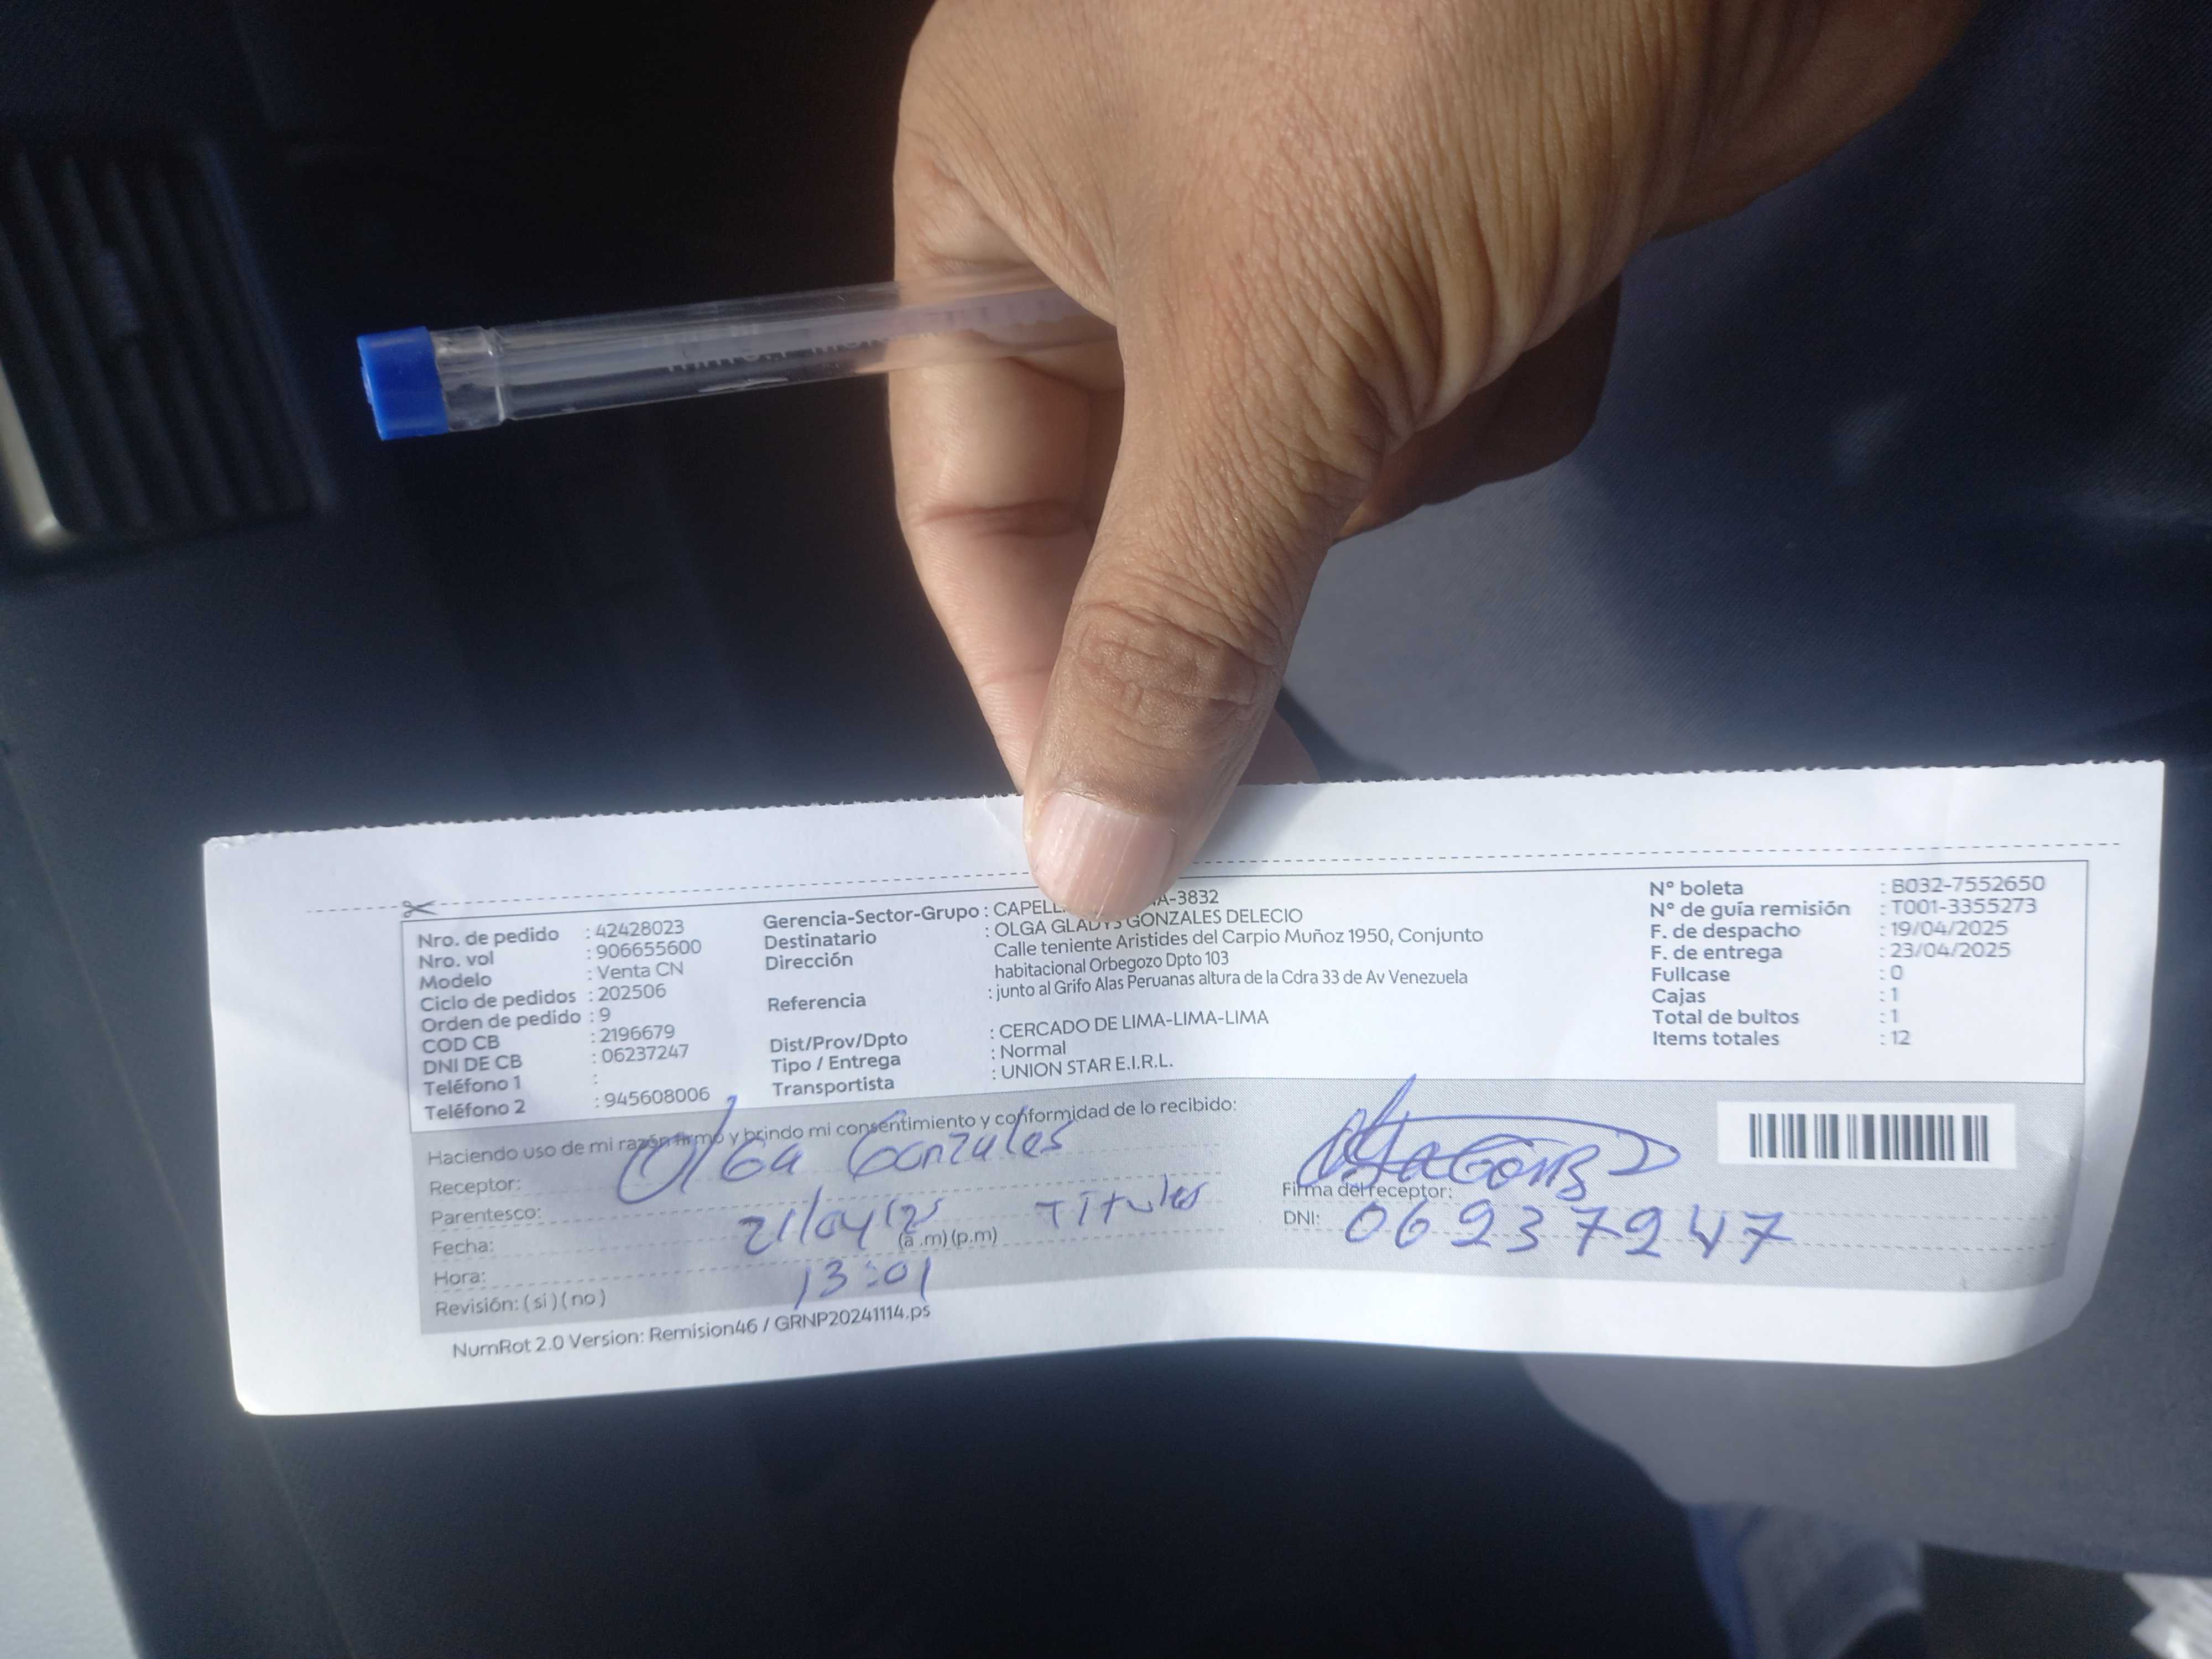 Nro. de pedido : 42428023
Nro. vol : 906655600
Modelo : Venta CN
Ciclo de pedidos : 202506
Orden de pedido : 9
COD CB : 2196679
DNI DE CB : 06237247
Teléfono 1 :
Teléfono 2 : 945608006
Gerencia-Sector-Grupo : CAPELL A-3832
Destinatario : OLGA GLADYS GONZALES DELECIO
Dirección Calle teniente Aristides del Carpio Muñoz 1950, Conjunto
habitacional Orbegozo Dpto 103
Referencia : junto al Grifo Alas Peruanas altura de la Cdra 33 de Av Venezuela
Dist/Prov/Dpto : CERCADO DE LIMA-LIMA-LIMA
Tipo / Entrega : Normal
Transportista : UNION STAR E.I.R.L.
N° boleta : B032-7552650
N° de guía remisión : T001-3355273
F. de despacho : 19/04/2025
F. de entrega : 23/04/2025
Fullcase : 0
Cajas : 1
Total de bultos : 1
Items totales : 12
Haciendo uso de mi razón firmo y brindo mi consentimiento y conformidad de lo recibido:
Receptor: Olga Gonzales
Parentesco: Titular
Fecha: 21/04/25 (a .m) (p.m)
Hora: 13:01
Revisión: ( si ) ( no )
Firma del receptor:
DNI: 06237247
NumRot 2.0 Version: Remision46 / GRNP20241114.ps